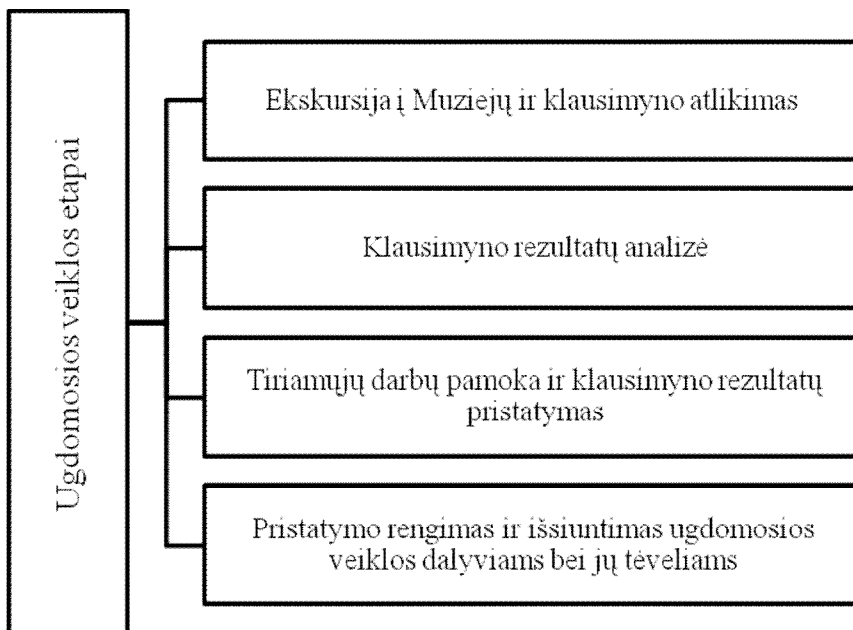 Ugdomosios veiklos etapai
Ekskursija į Muziejų ir klausimyno atlikimas
Klausimyno rezultatų analizė
Tiriamųjų darbų pamoka ir klausimyno rezultatų
pristatymas
Pristatymo rengimas ir išsiuntimas ugdomosios
veiklos dalyviams bei jų tėveliams